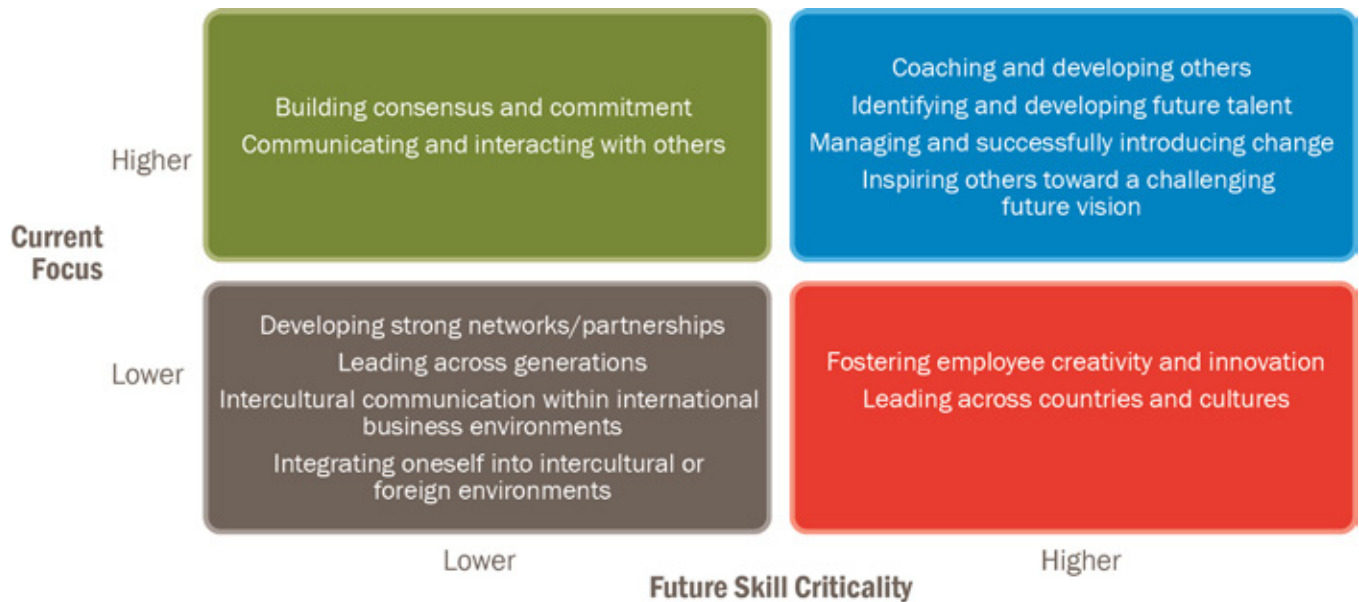 Building consensus and commitment
Communicating and interacting with others
Coaching and developing others
Identifying and developing future talent
Managing and successfully introducing change
Inspiring others toward a challenging
future vision
Higher
Current
Focus
Lower
Developing strong networks/partnerships
Leading across generations
Intercultural communication within international
business environments
Integrating oneself into intercultural or
foreign environments
Fostering employee creativity and innovation
Leading across countries and cultures
Lower
Higher
Future Skill Criticality